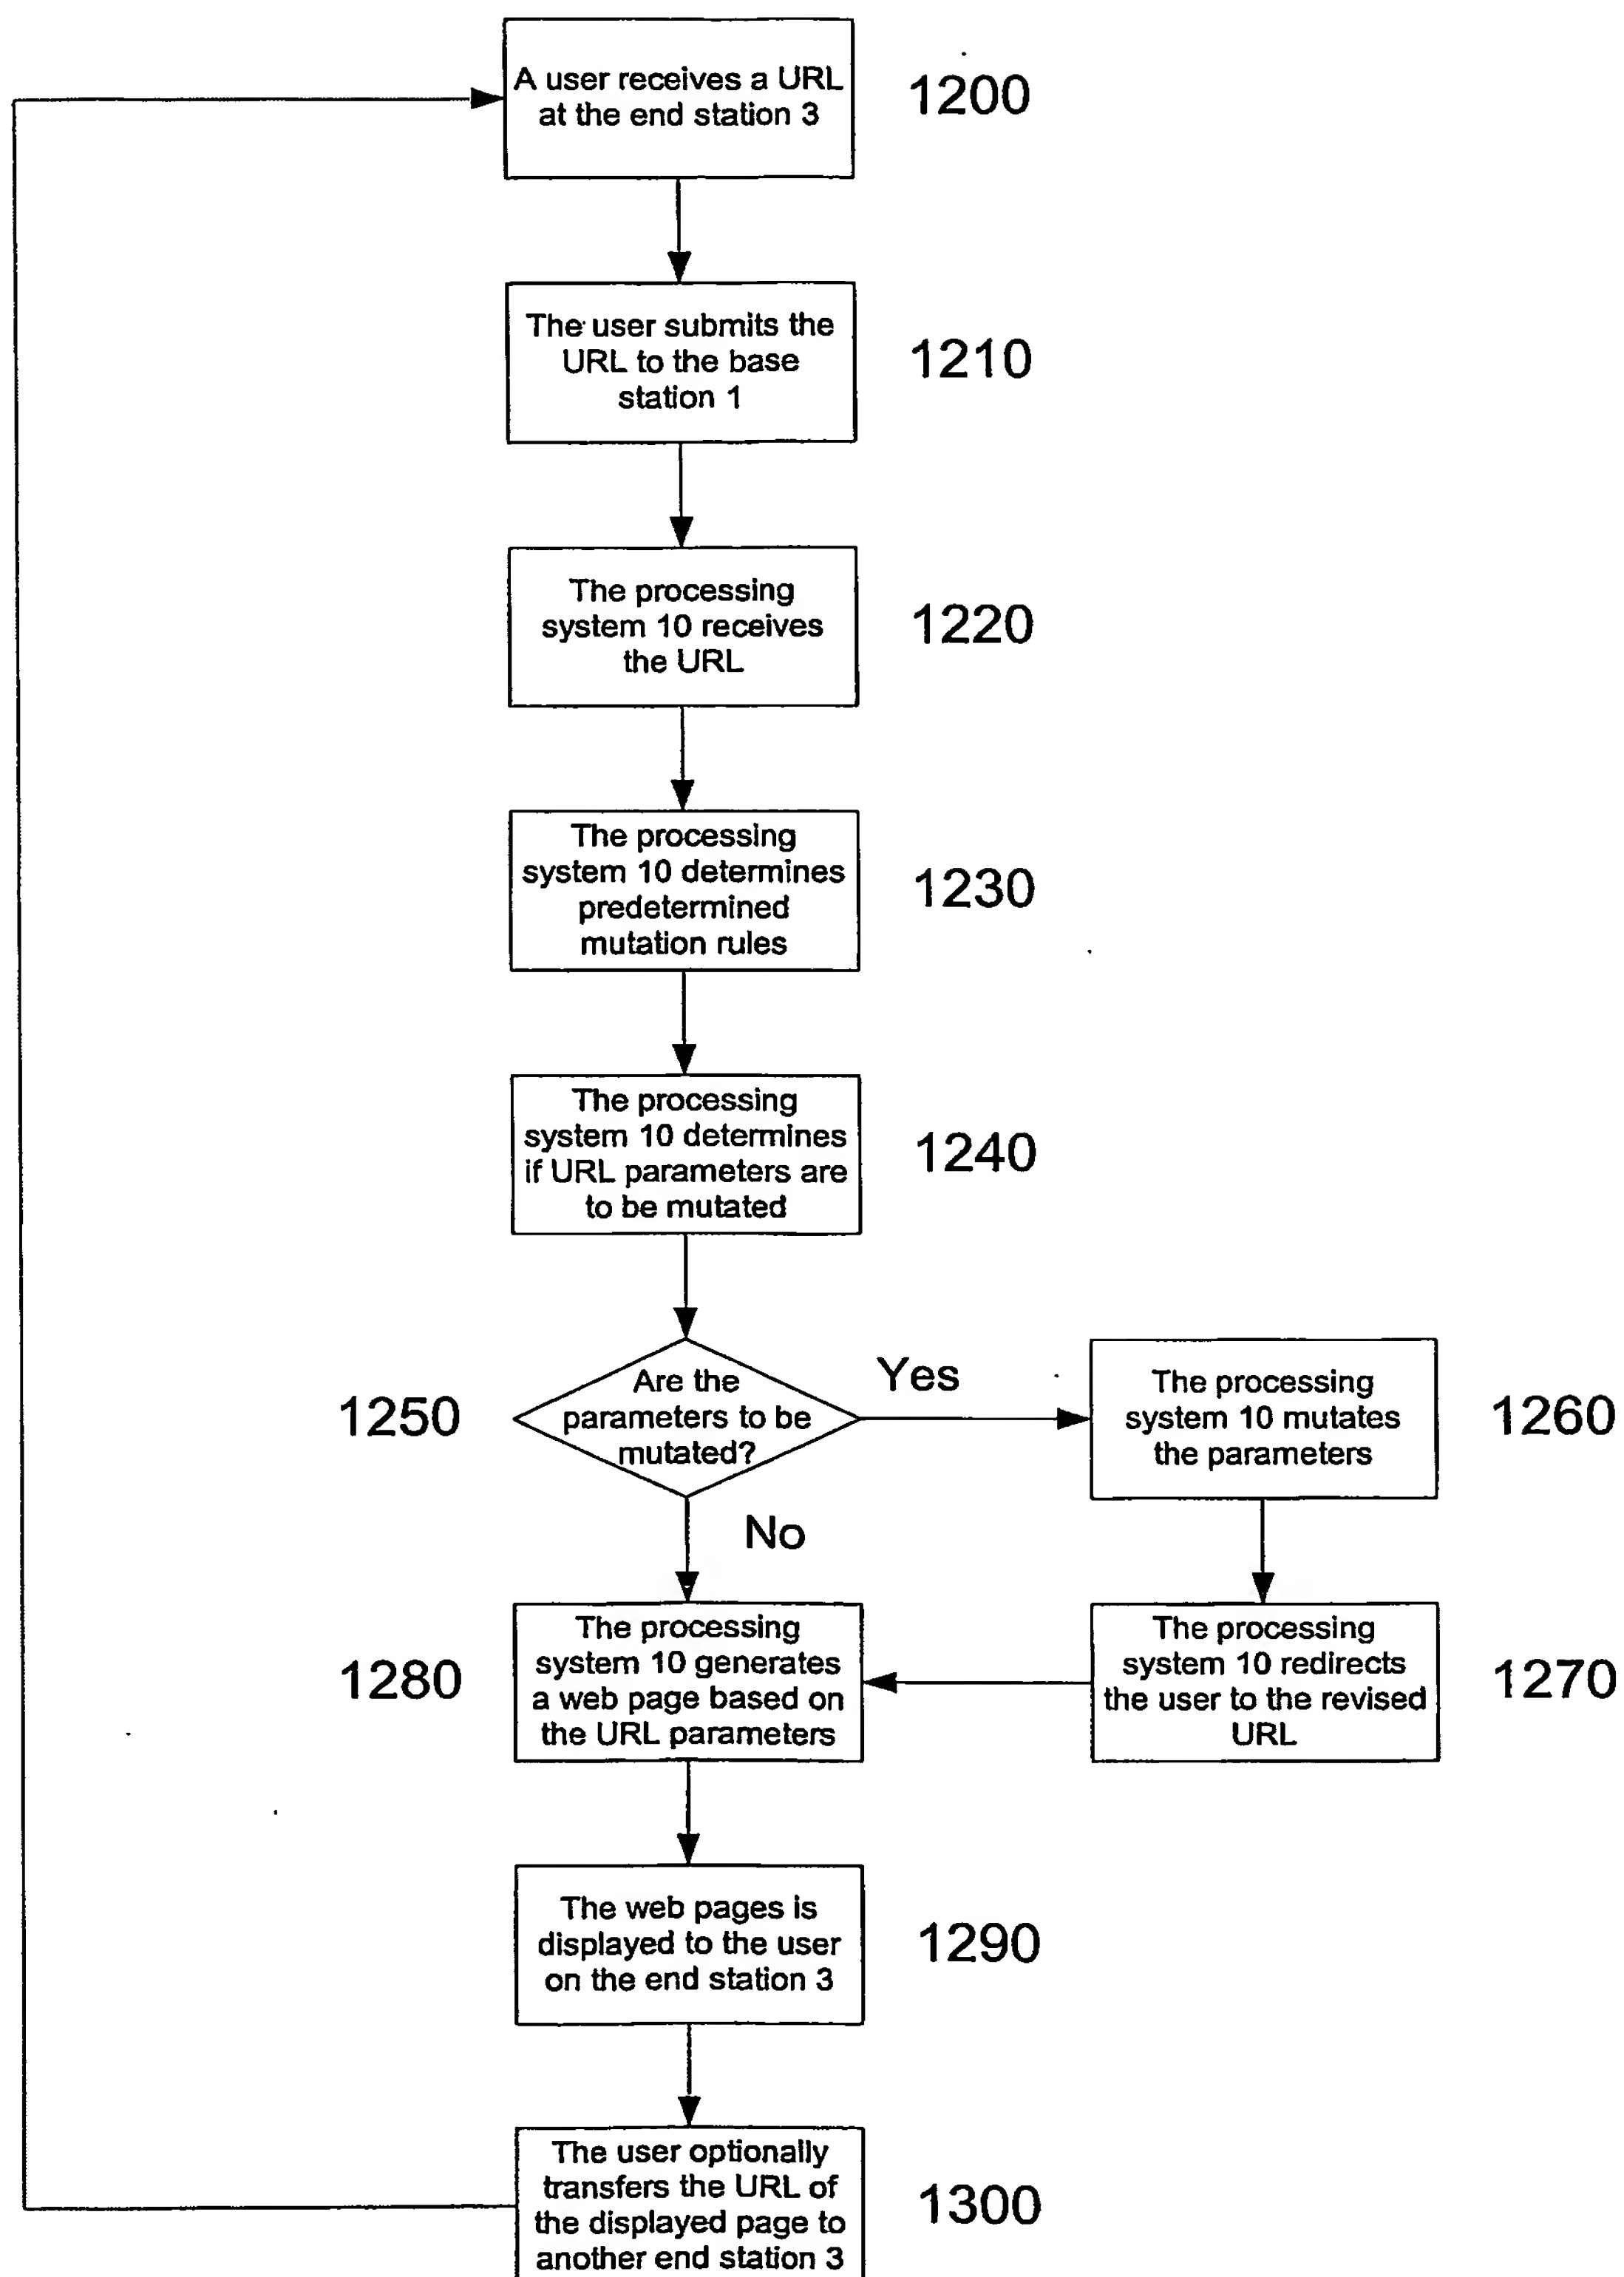 A user receives a URL
at the end station 3
1200
The user submits the
URL to the base
station 1
1210
The processing
system 10 receives
the URL
1220
The processing
system 10 determines
predetermined
mutation rules
1230
The processing
system 10 determines
if URL parameters are
to be mutated
1240
1250
Are the
parameters to be
mutated?
Yes
No
The processing
system 10 mutates
the parameters
1260
The processing
system 10 redirects
the user to the revised
URL
1270
1280
The processing
system 10 generates
a web page based on
the URL parameters
The web pages is
displayed to the user
on the end station 3
1290
The user optionally
transfers the URL of
the displayed page to
another end station 3
1300